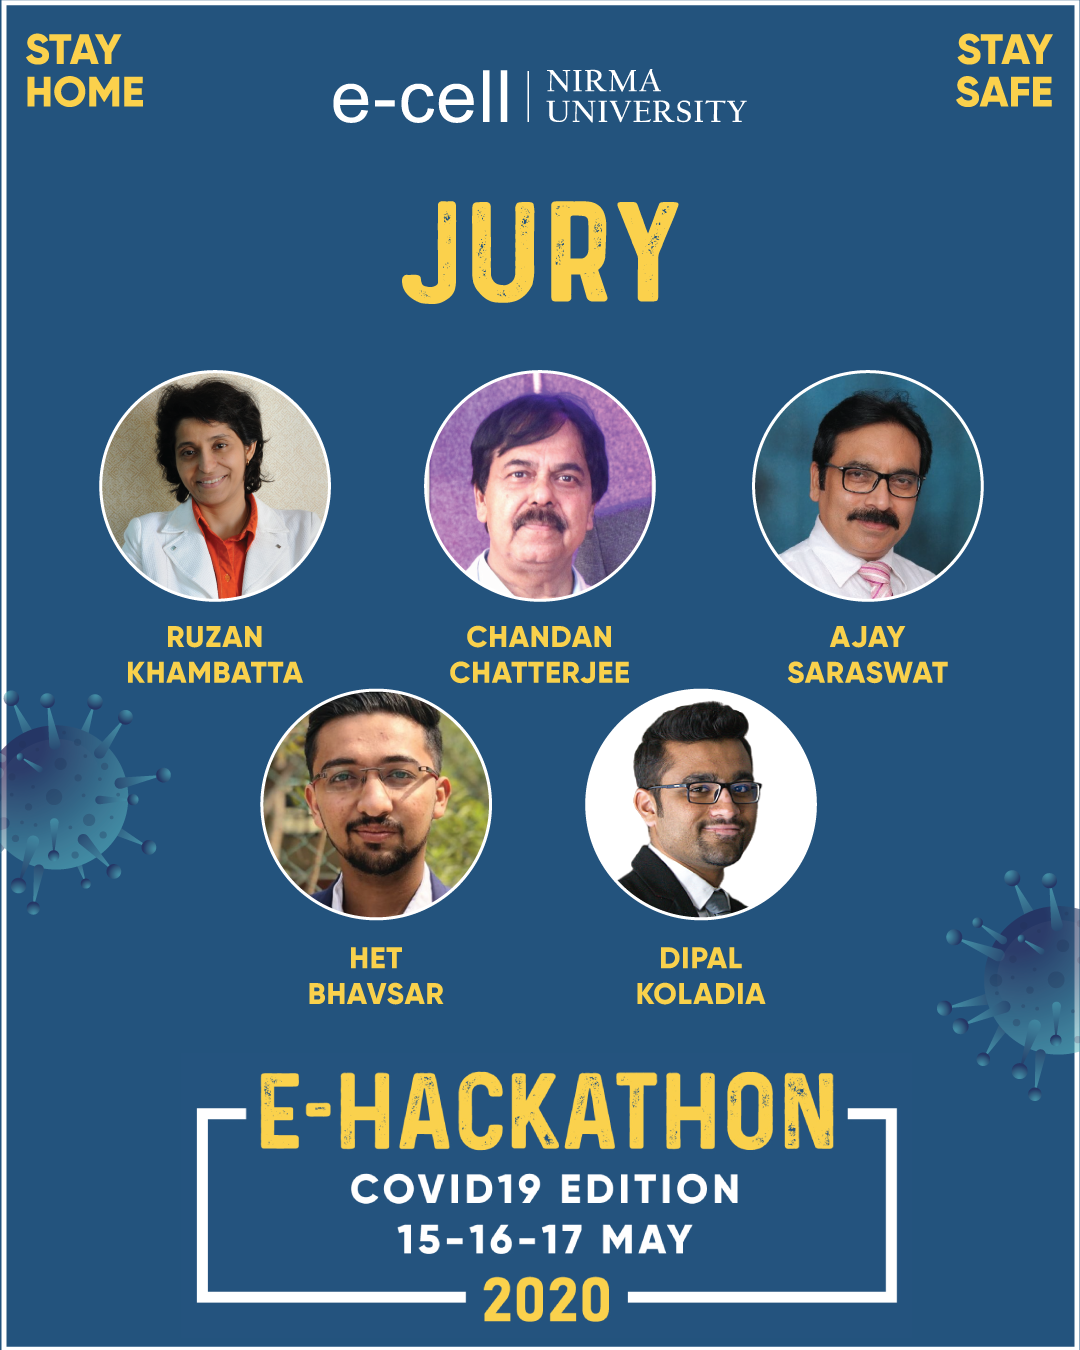 STAY
HOME
STAY
SAFE
e-cell
NIRMA
UNIVERSITY
JURY
RUZAN
KHAMBATTA
CHANDAN
CHATTERJEE
AJAY
SARASWAT
HET
BHAVSAR
DIPAL
KOLADIA
E-HACKATHON
COVID19 EDITION
15-16-17 MAY
2020